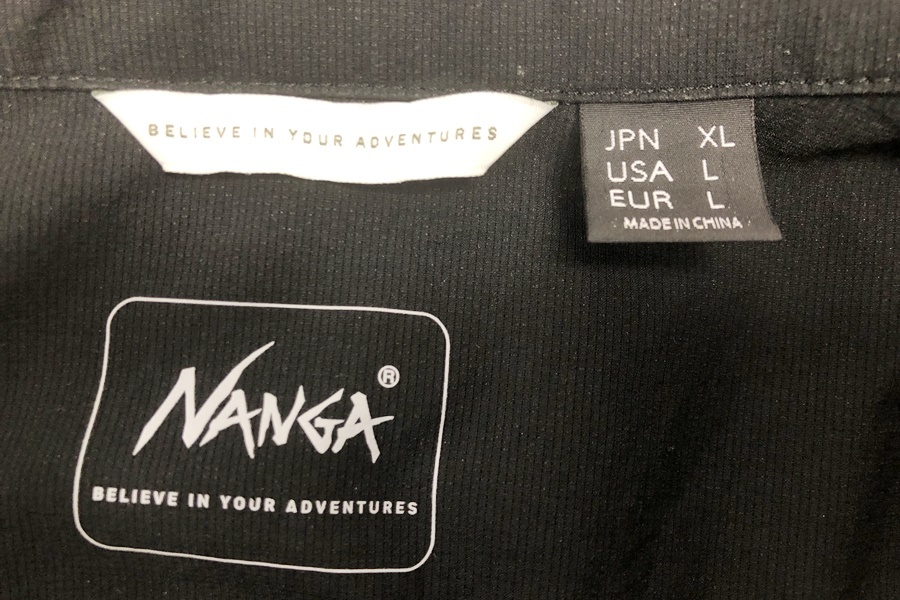 BELIEVE IN YOUR ADVENTURES
JPN XL
USA L
EUR L
MADE IN CHINA
NANGA®
BELIEVE IN YOUR ADVENTURES